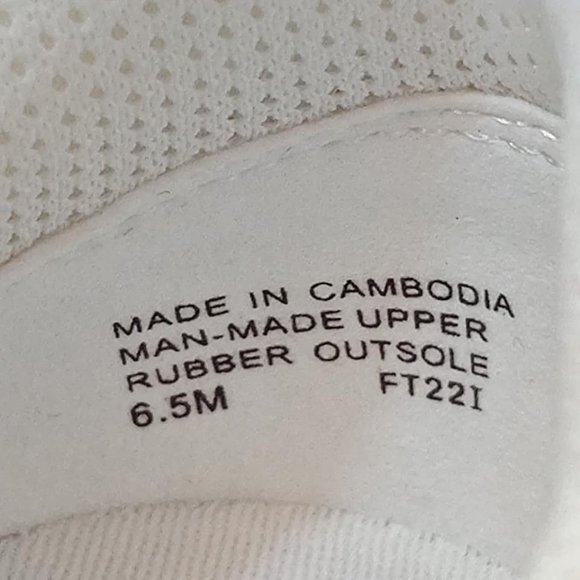 MADE IN CAMBODIA
MAN-MADE UPPER
RUBBER OUTSOLE
6.5M FT22I